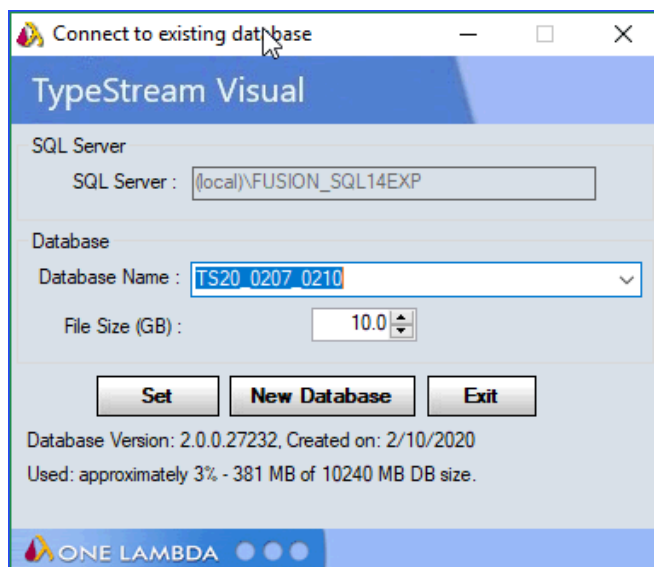 Connect to existing database
TypeStream Visual
SQL Server
SQL Server : (local)\FUSION_SQL14EXP
Database
Database Name : TS20_0207_0210
File Size (GB) : 10.0
Set New Database Exit
Database Version: 2.0.0.27232, Created on: 2/10/2020
Used: approximately 3% - 381 MB of 10240 MB DB size.
ONE LAMBDA